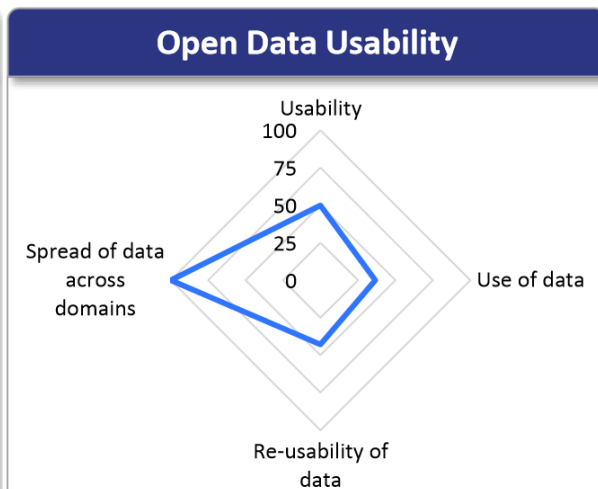 Open Data Usability
Usability
100
75
50
25
0
Spread of data
across
domains
Use of data
Re-usability of
data